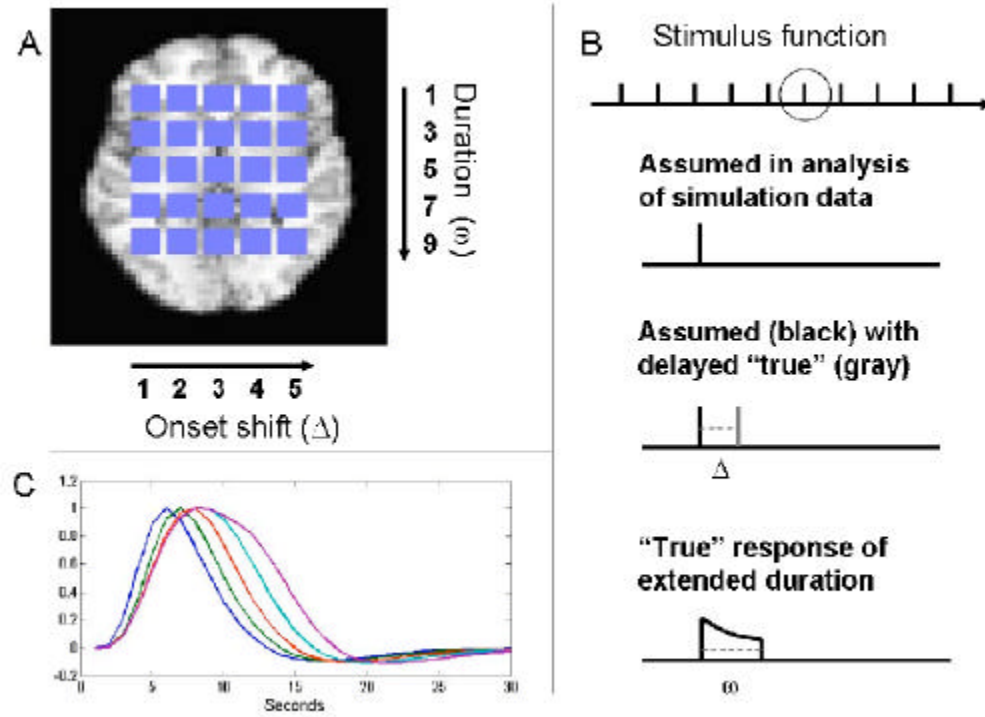 A
1
3
5
7
9
Duration (ω)
1 2 3 4 5
Onset shift (Δ)
B
Stimulus function
Assumed in analysis
of simulation data
Assumed (black) with
delayed “true” (gray)
Δ
“True” response of
extended duration
ω
C
1.2
1
0.8
0.6
0.4
0.2
0
-0.2
0 5 10 15 20 25 30
Seconds